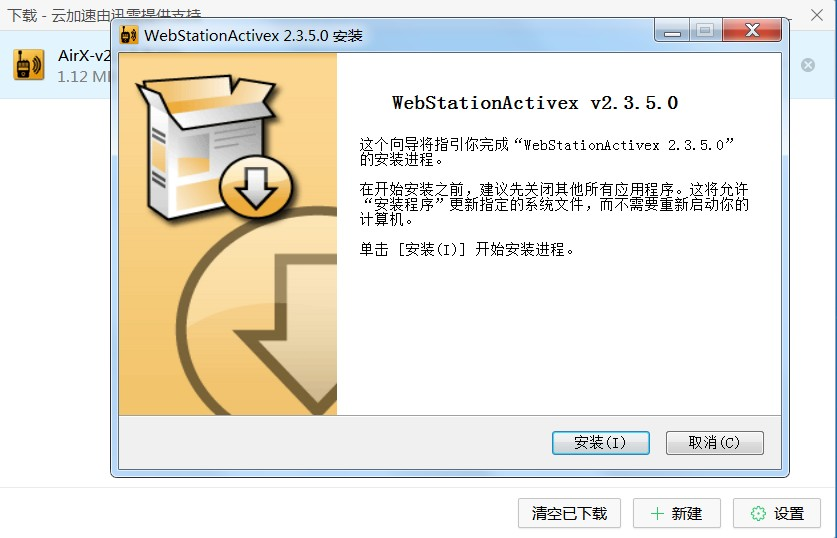 下载 - 云加速由迅雷提供支持
WebStationActivex 2.3.5.0 安装
AirX-v2
1.12 M
WebStationActivex v2.3.5.0
这个向导将指引你完成“WebStationActivex 2.3.5.0”
的安装进程。
在开始安装之前，建议先关闭其他所有应用程序。这将允许
“安装程序”更新指定的系统文件，而不需要重新启动你的
计算机。
单击 [安装(I)] 开始安装进程。
安装(I)
取消(C)
清空已下载
新建
设置